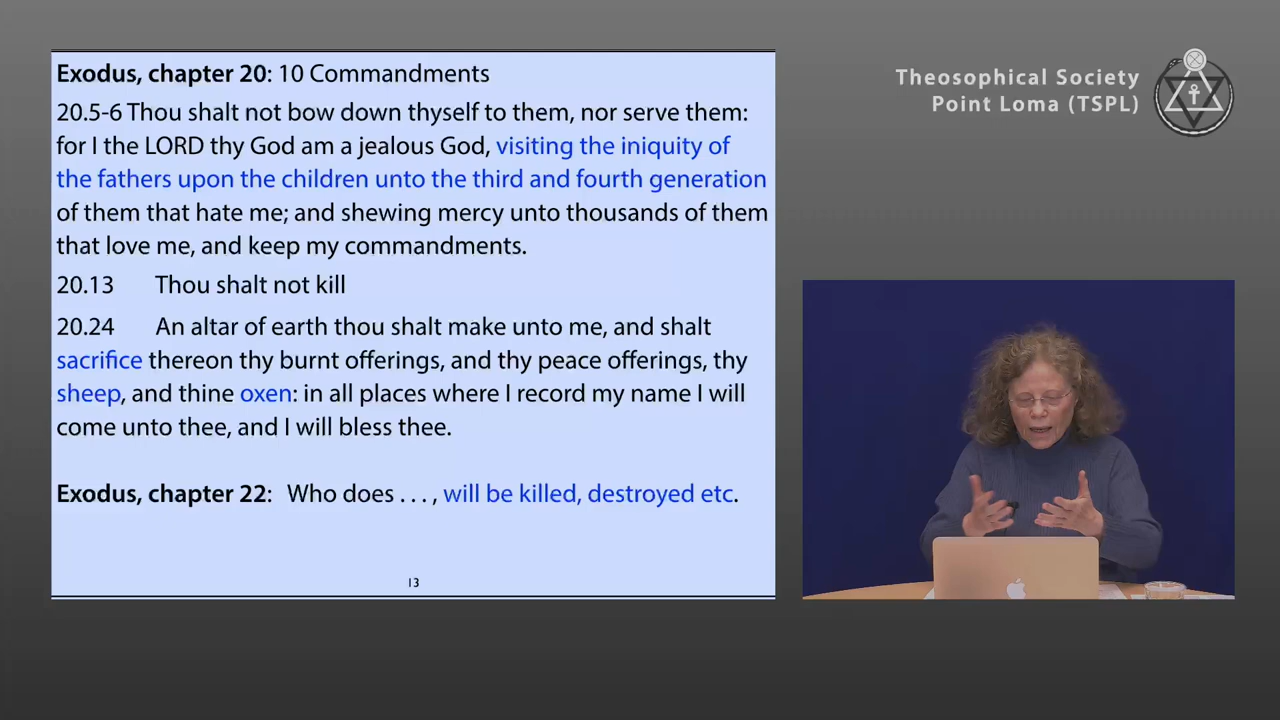 Exodus, chapter 20: 10 Commandments
20.5-6 Thou shalt not bow down thyself to them, nor serve them:
for I the LORD thy God am a jealous God, visiting the iniquity of
the fathers upon the children unto the third and fourth generation
of them that hate me; and shewing mercy unto thousands of them
that love me, and keep my commandments.
20.13 Thou shalt not kill
20.24 An altar of earth thou shalt make unto me, and shalt
sacrifice thereon thy burnt offerings, and thy peace offerings, thy
sheep, and thine oxen: in all places where I record my name I will
come unto thee, and I will bless thee.
Exodus, chapter 22: Who does . . . , will be killed, destroyed etc.
13
Theosophical Society
Point Loma (TSPL)